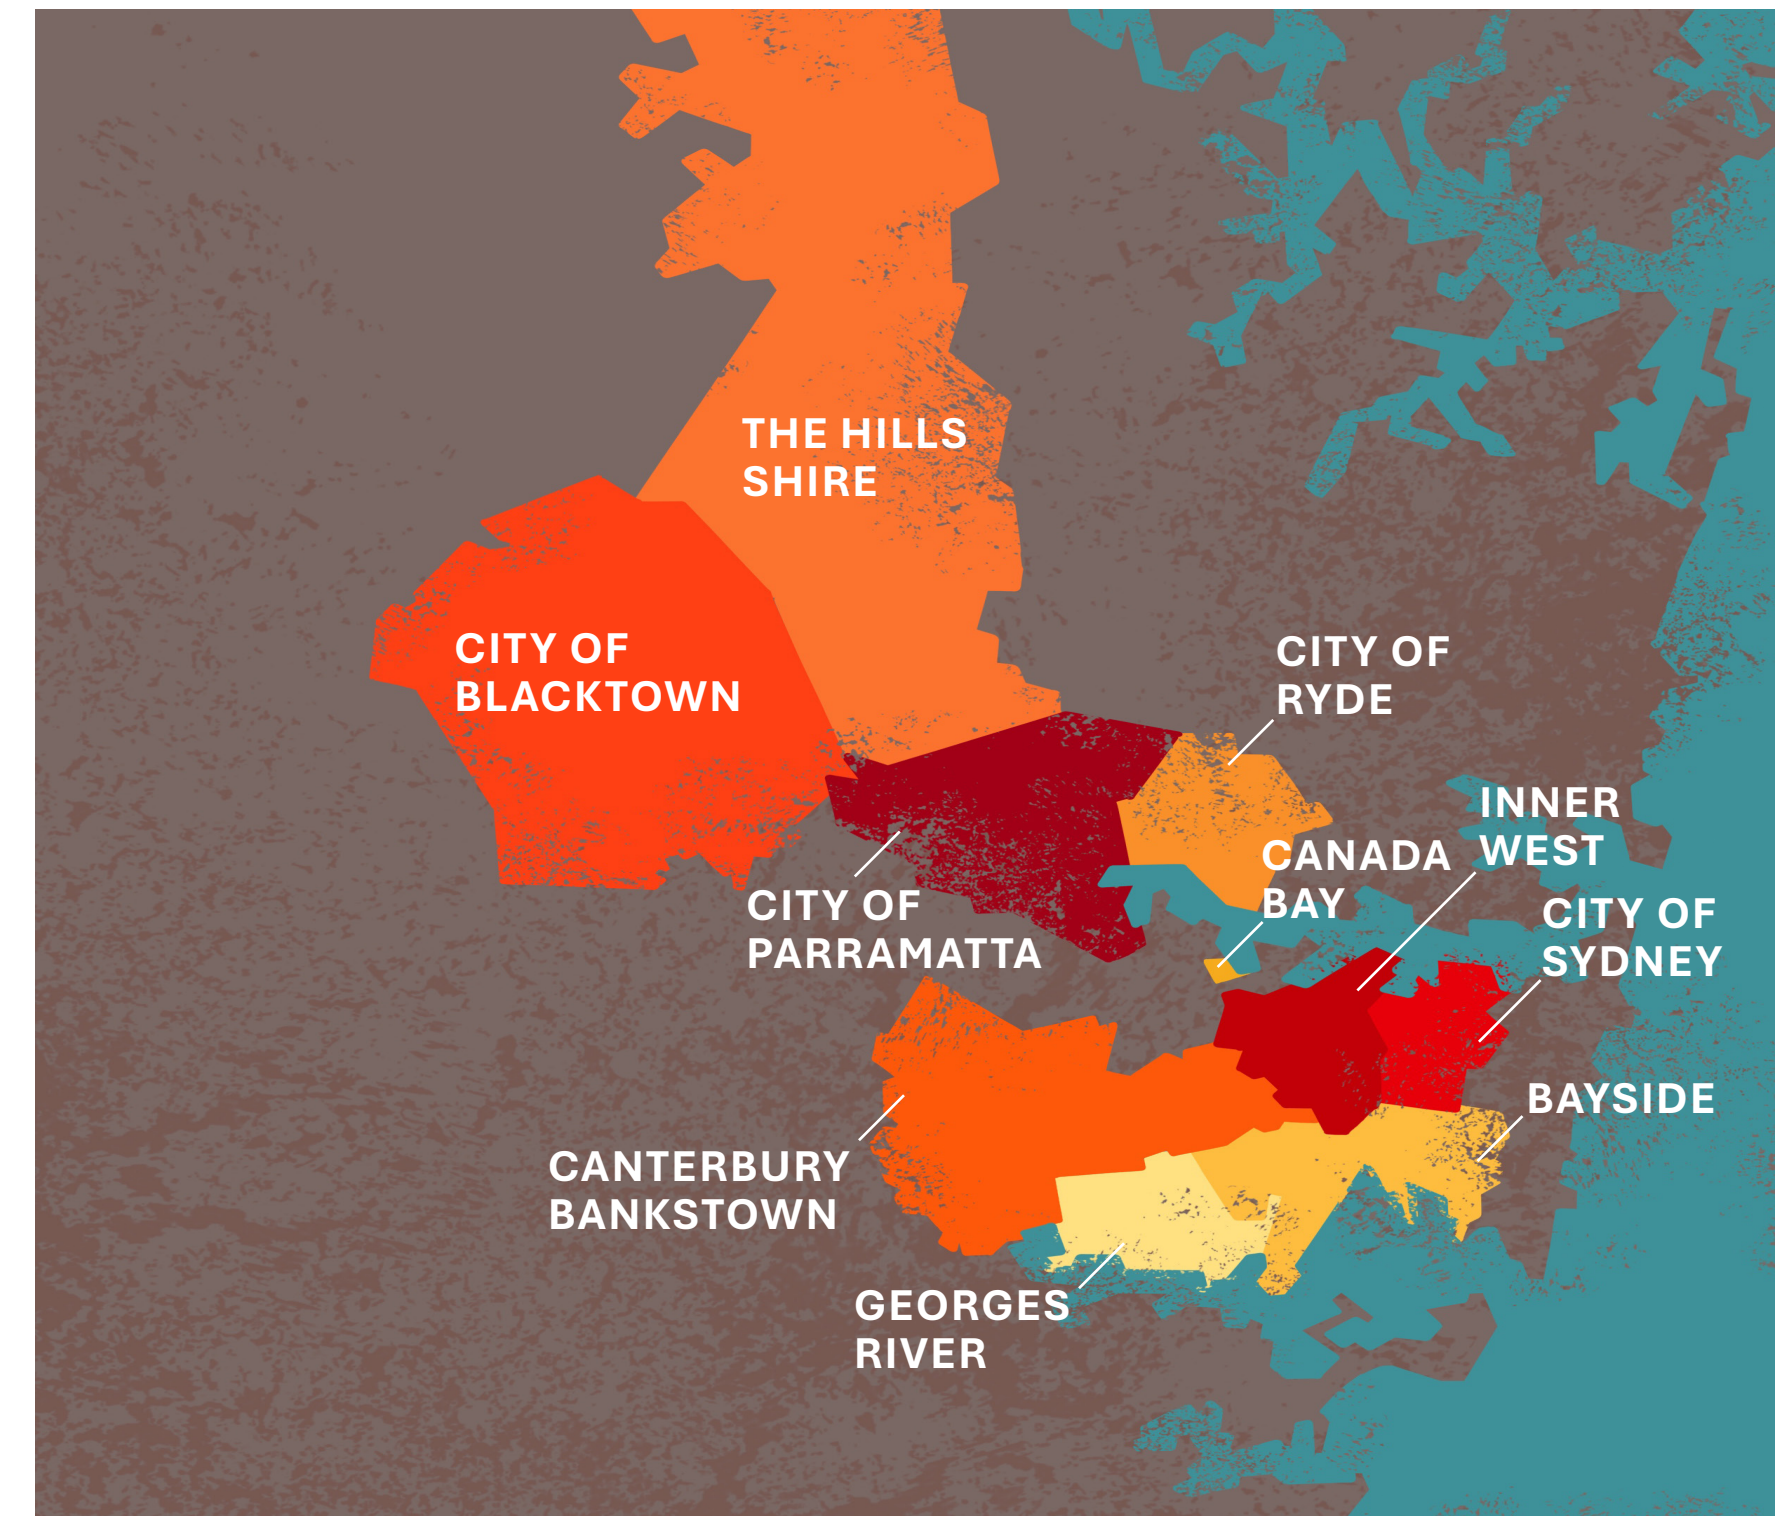 THE HILLS
SHIRE
CITY OF
BLACKTOWN
CITY OF
RYDE
INNER
WEST
CANADA
BAY
CITY OF
PARRAMATTA
CITY OF
SYDNEY
BAYSIDE
CANTERBURY
BANKSTOWN
GEORGES
RIVER